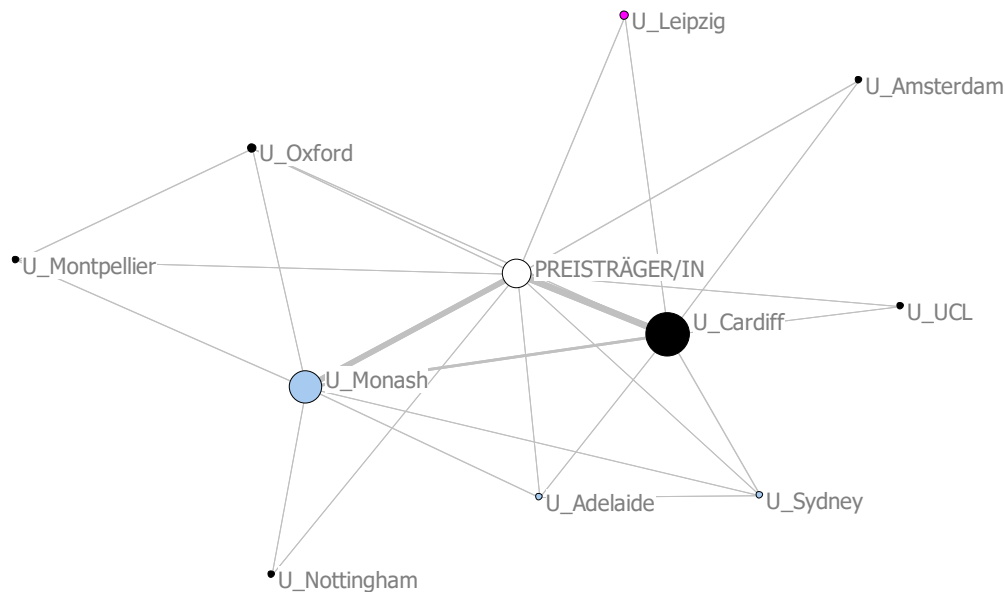 U_Leipzig
U_Amsterdam
U_Oxford
U_Montpellier
PREISTRÄGER/IN
U_UCL
U_Cardiff
U_Monash
U_Adelaide
U_Sydney
U_Nottingham